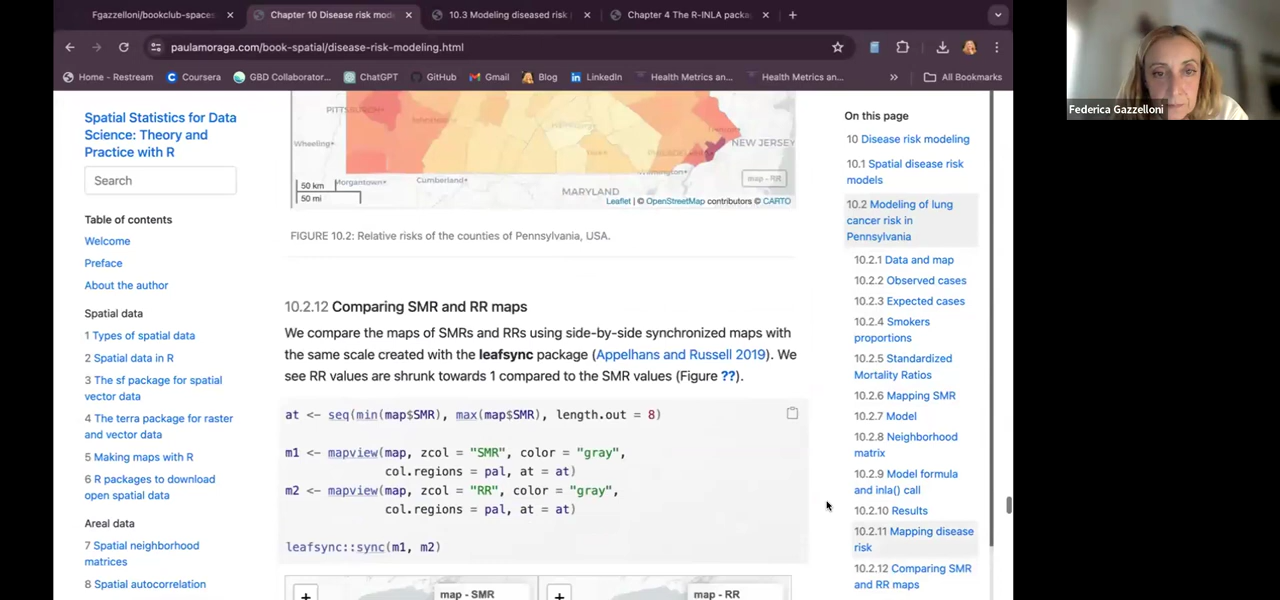 Fgazzelloni/bookclub-spaces
Chapter 10 Disease risk mod
10.3 Modeling diseased risk
Chapter 4 The R-INLA packa
paulamoraga.com/book-spatial/disease-risk-modeling.html
Home - Restream
Coursera
GBD Collaborator...
ChatGPT
GitHub
Gmail
Blog
LinkedIn
Health Metrics an...
Health Metrics an...
All Bookmarks
Federica Gazzelloni
Spatial Statistics for Data
Science: Theory and
Practice with R
Search
Table of contents
Welcome
Preface
About the author
Spatial data
1 Types of spatial data
2 Spatial data in R
3 The sf package for spatial
vector data
4 The terra package for raster
and vector data
5 Making maps with R
6 R packages to download
open spatial data
Areal data
7 Spatial neighborhood
matrices
8 Spatial autocorrelation
PITTSBURGH
Wheeling
Morgantown
Cumberland
NEW JERSEY
MARYLAND
50 km
50 mi
map - RR
Leaflet | © OpenStreetMap contributors © CARTO
FIGURE 10.2: Relative risks of the counties of Pennsylvania, USA.
10.2.12 Comparing SMR and RR maps
We compare the maps of SMRs and RRs using side-by-side synchronized maps with
the same scale created with the leafsync package (Appelhans and Russell 2019). We
see RR values are shrunk towards 1 compared to the SMR values (Figure ??).
at <- seq(min(map$SMR), max(map$SMR), length.out = 8)
m1 <- mapview(map, zcol = "SMR", color = "gray",
col.regions = pal, at = at)
m2 <- mapview(map, zcol = "RR", color = "gray",
col.regions = pal, at = at)
leafsync::sync(m1, m2)
+
map - SMR
+
map - RR
On this page
10 Disease risk modeling
10.1 Spatial disease risk
models
10.2 Modeling of lung
cancer risk in
Pennsylvania
10.2.1 Data and map
10.2.2 Observed cases
10.2.3 Expected cases
10.2.4 Smokers
proportions
10.2.5 Standardized
Mortality Ratios
10.2.6 Mapping SMR
10.2.7 Model
10.2.8 Neighborhood
matrix
10.2.9 Model formula
and inla() call
10.2.10 Results
10.2.11 Mapping disease
risk
10.2.12 Comparing SMR
and RR maps